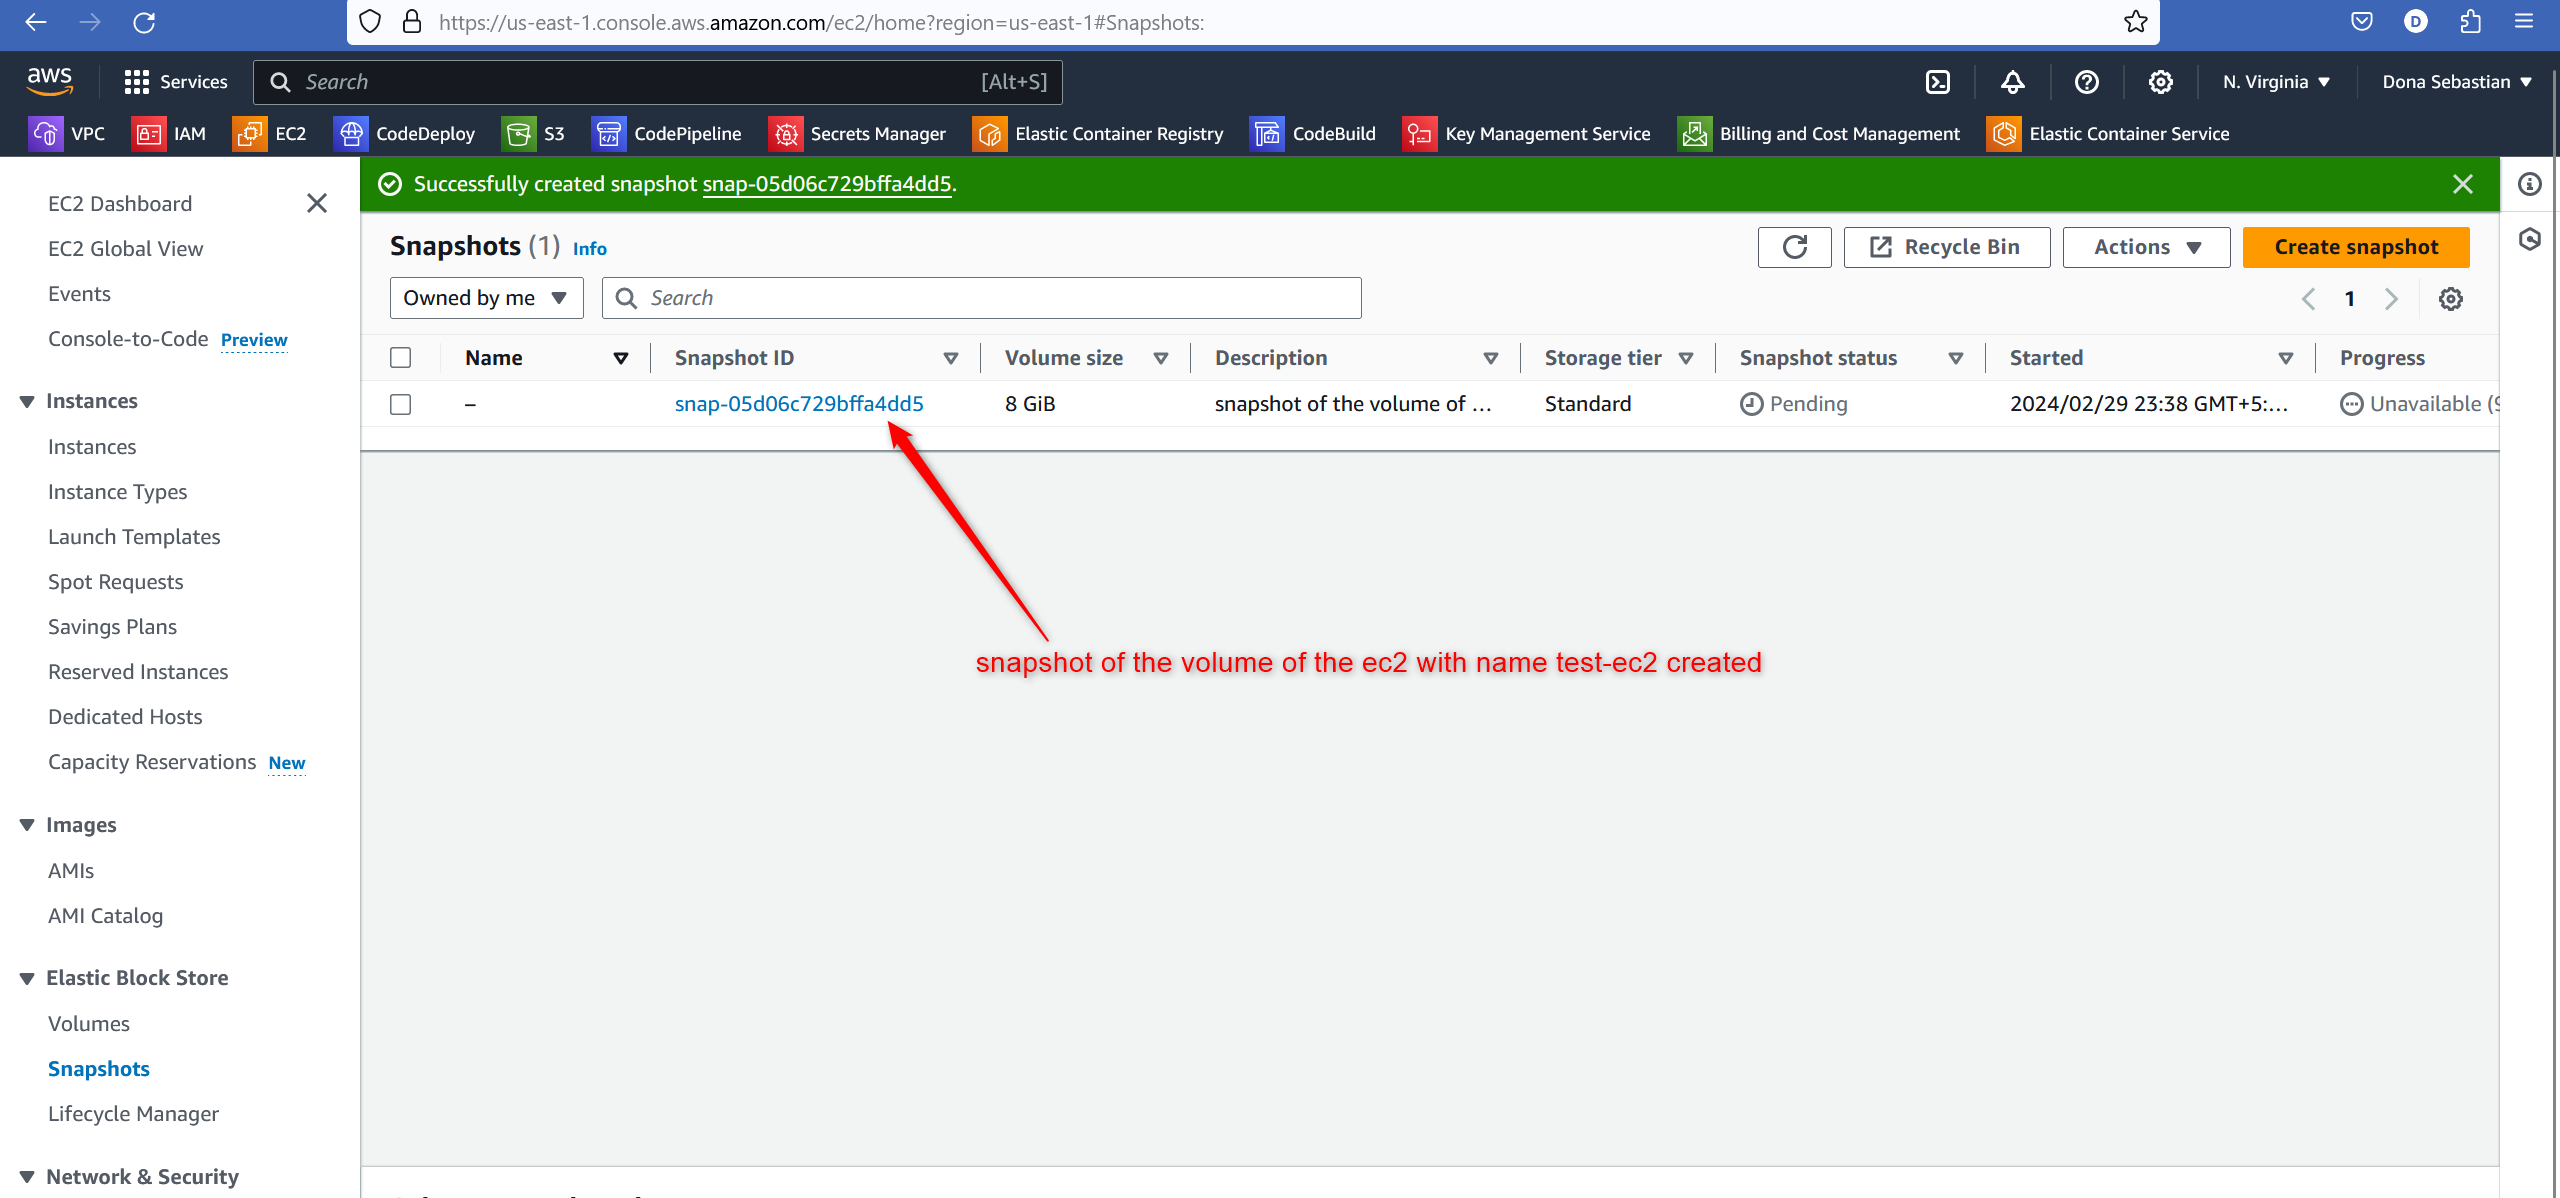 https://us-east-1.console.aws.amazon.com/ec2/home?region=us-east-1#Snapshots:
D
aws Services Search [Alt+S] N. Virginia Dona Sebastian
VPC IAM EC2 CodeDeploy S3 CodePipeline Secrets Manager Elastic Container Registry CodeBuild Key Management Service Billing and Cost Management Elastic Container Service
Successfully created snapshot snap-05d06c729bffa4dd5.
EC2 Dashboard
EC2 Global View
Events
Console-to-Code Preview
Instances
Instances
Instance Types
Launch Templates
Spot Requests
Savings Plans
Reserved Instances
Dedicated Hosts
Capacity Reservations New
Images
AMIs
AMI Catalog
Elastic Block Store
Volumes
Snapshots
Lifecycle Manager
Network & Security
Snapshots (1) Info
Recycle Bin Actions Create snapshot
Owned by me Search 1
Name Snapshot ID Volume size Description Storage tier Snapshot status Started Progress
– snap-05d06c729bffa4dd5 8 GiB snapshot of the volume of ... Standard Pending 2024/02/29 23:38 GMT+5:... Unavailable (
snapshot of the volume of the ec2 with name test-ec2 created